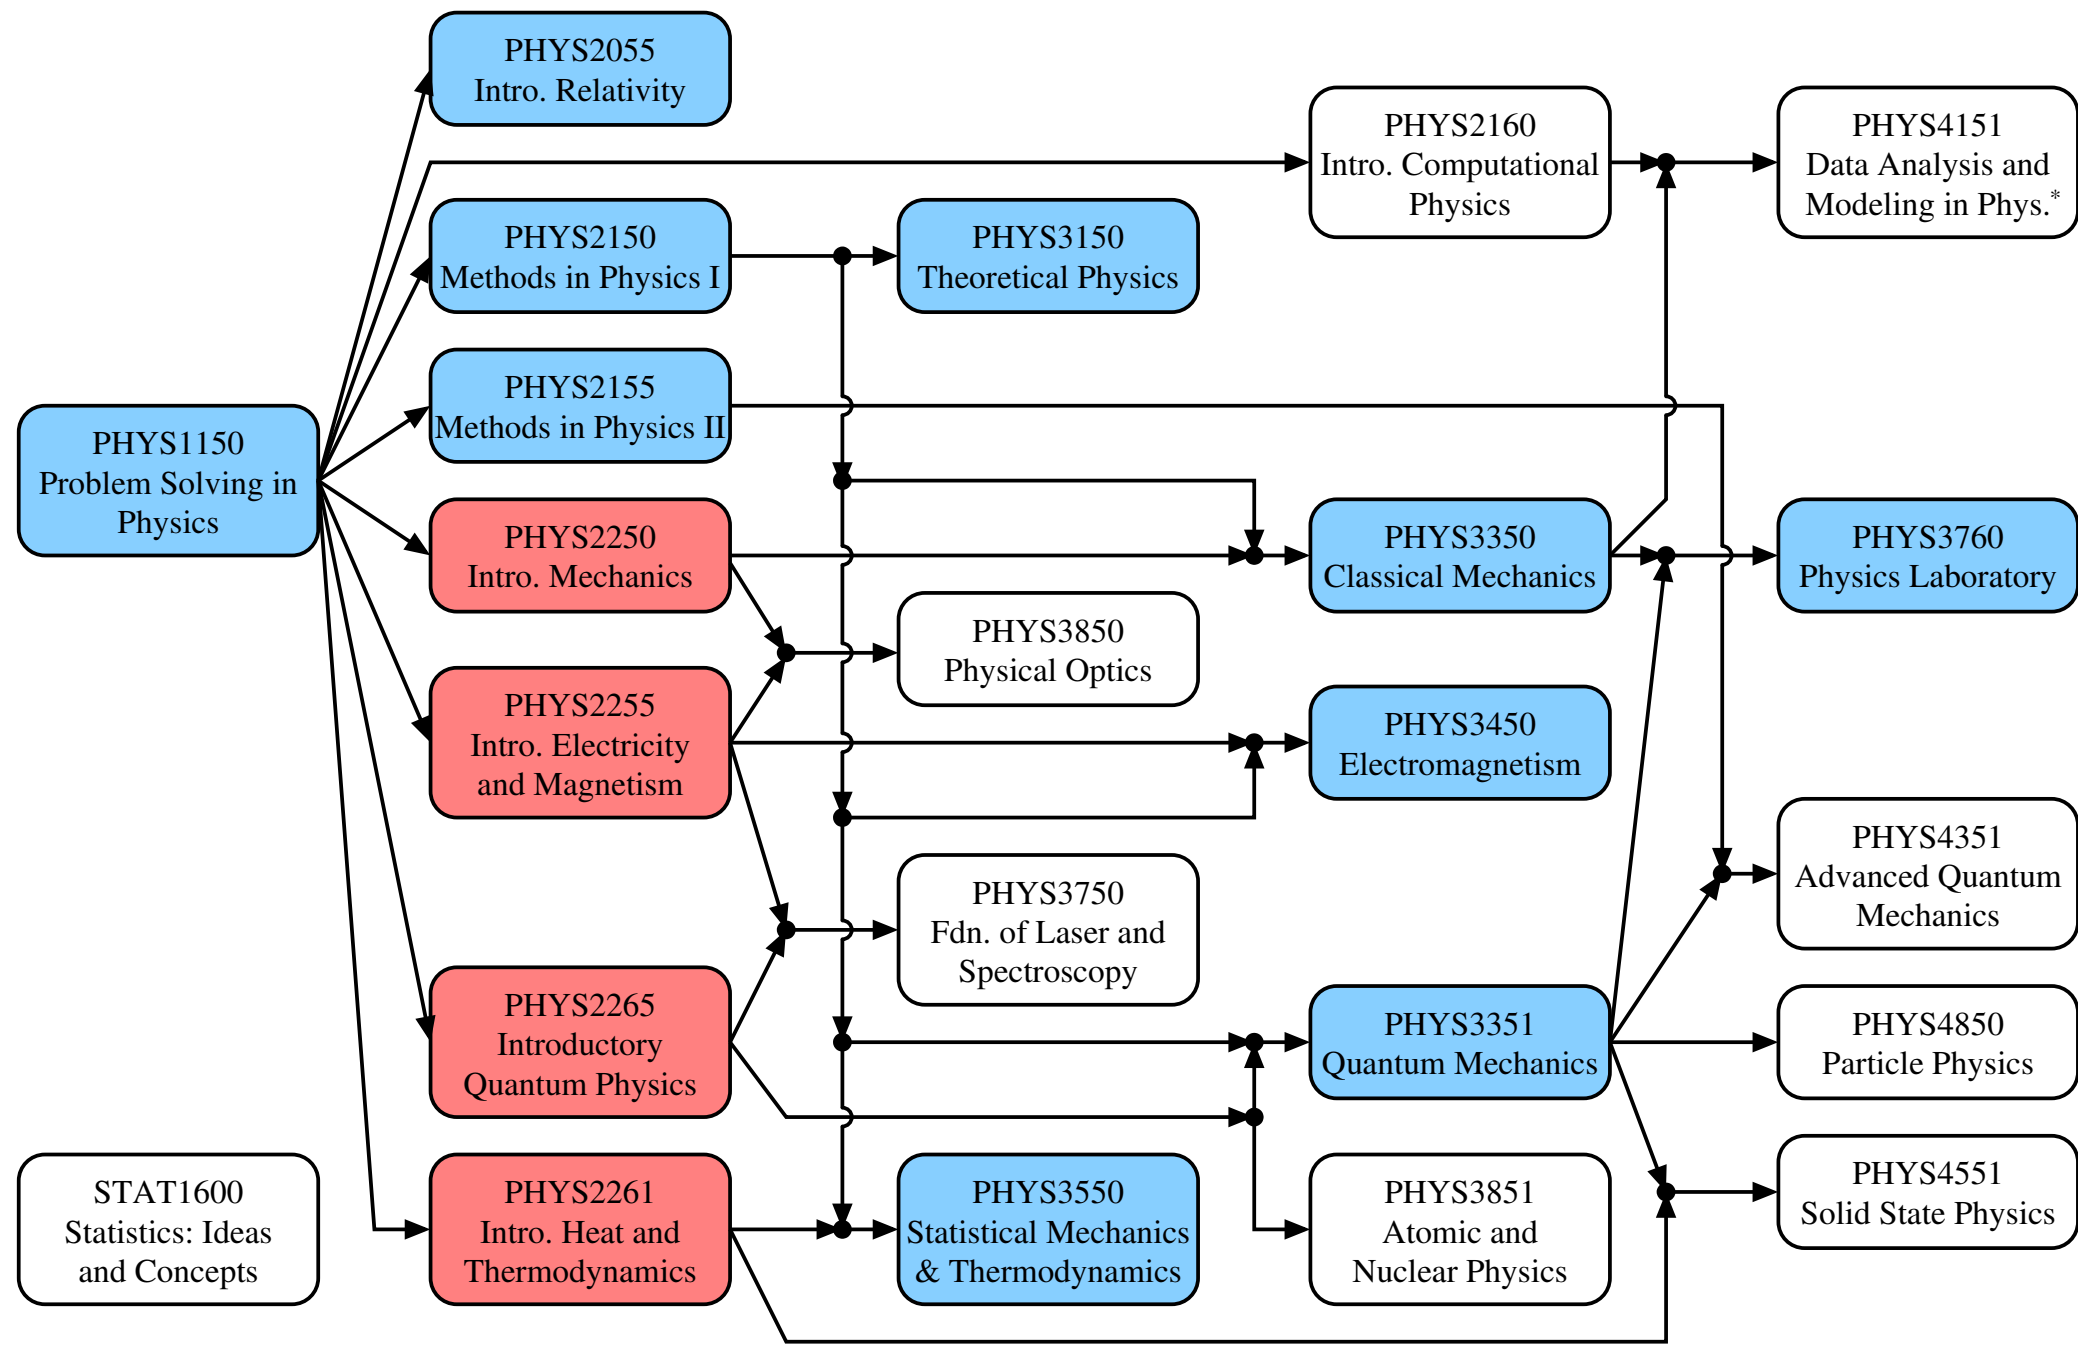 PHYS2055
Intro. Relativity
PHYS2160
Intro. Computational
Physics
PHYS4151
Data Analysis and
Modeling in Phys.*
PHYS2150
Methods in Physics I
PHYS3150
Theoretical Physics
PHYS2155
Methods in Physics II
PHYS1150
Problem Solving in
Physics
PHYS2250
Intro. Mechanics
PHYS3350
Classical Mechanics
PHYS3760
Physics Laboratory
PHYS3850
Physical Optics
PHYS2255
Intro. Electricity
and Magnetism
PHYS3450
Electromagnetism
PHYS4351
Advanced Quantum
Mechanics
PHYS3750
Fdn. of Laser and
Spectroscopy
PHYS2265
Introductory
Quantum Physics
PHYS3351
Quantum Mechanics
PHYS4850
Particle Physics
STAT1600
Statistics: Ideas
and Concepts
PHYS2261
Intro. Heat and
Thermodynamics
PHYS3550
Statistical Mechanics
& Thermodynamics
PHYS3851
Atomic and
Nuclear Physics
PHYS4551
Solid State Physics